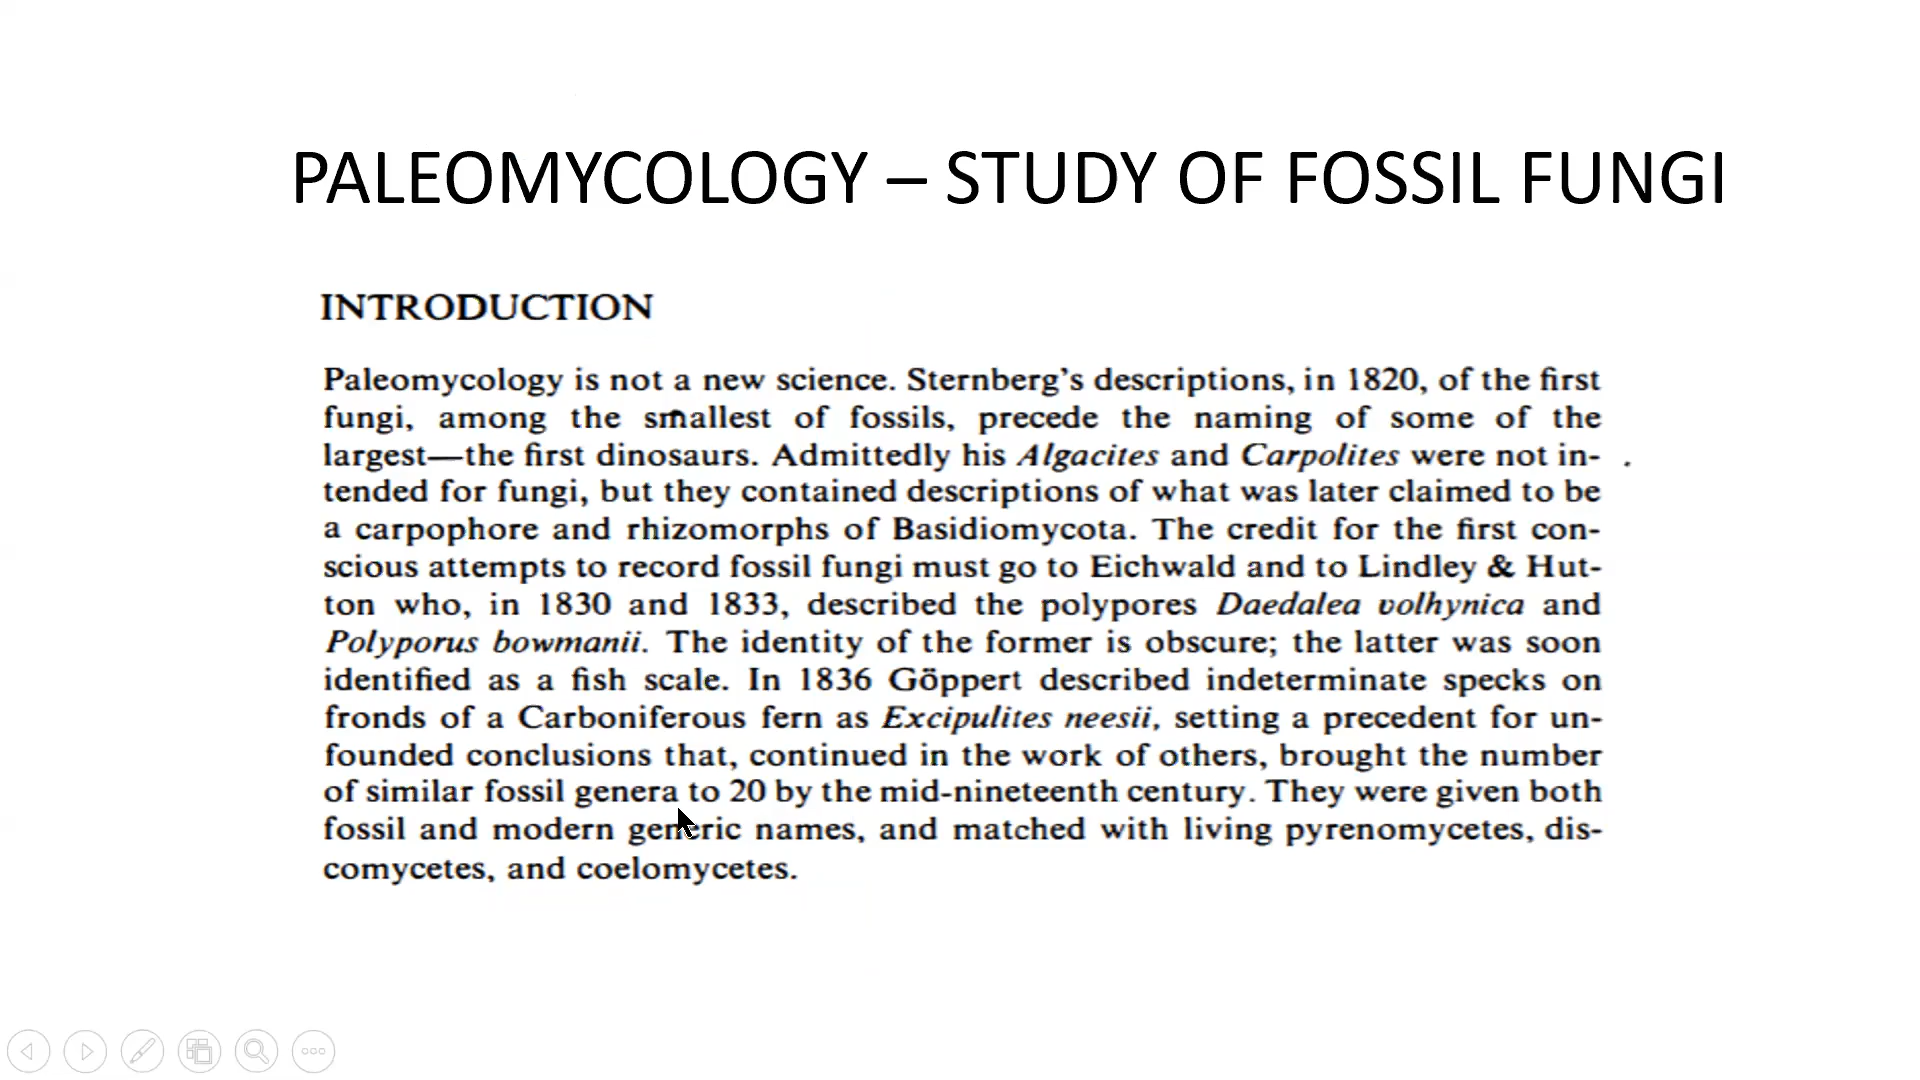 PALEOMYCOLOGY – STUDY OF FOSSIL FUNGI
INTRODUCTION
Paleomycology is not a new science. Sternberg's descriptions, in 1820, of the first
fungi, among the smallest of fossils, precede the naming of some of the
largest—the first dinosaurs. Admittedly his Algacites and Carpolites were not in-
tended for fungi, but they contained descriptions of what was later claimed to be
a carpophore and rhizomorphs of Basidiomycota. The credit for the first con-
scious attempts to record fossil fungi must go to Eichwald and to Lindley & Hut-
ton who, in 1830 and 1833, described the polypores Daedalea volhynica and
Polyporus bowmanii. The identity of the former is obscure; the latter was soon
identified as a fish scale. In 1836 Göppert described indeterminate specks on
fronds of a Carboniferous fern as Excipulites neesii, setting a precedent for un-
founded conclusions that, continued in the work of others, brought the number
of similar fossil genera to 20 by the mid-nineteenth century. They were given both
fossil and modern generic names, and matched with living pyrenomycetes, dis-
comycetes, and coelomycetes.